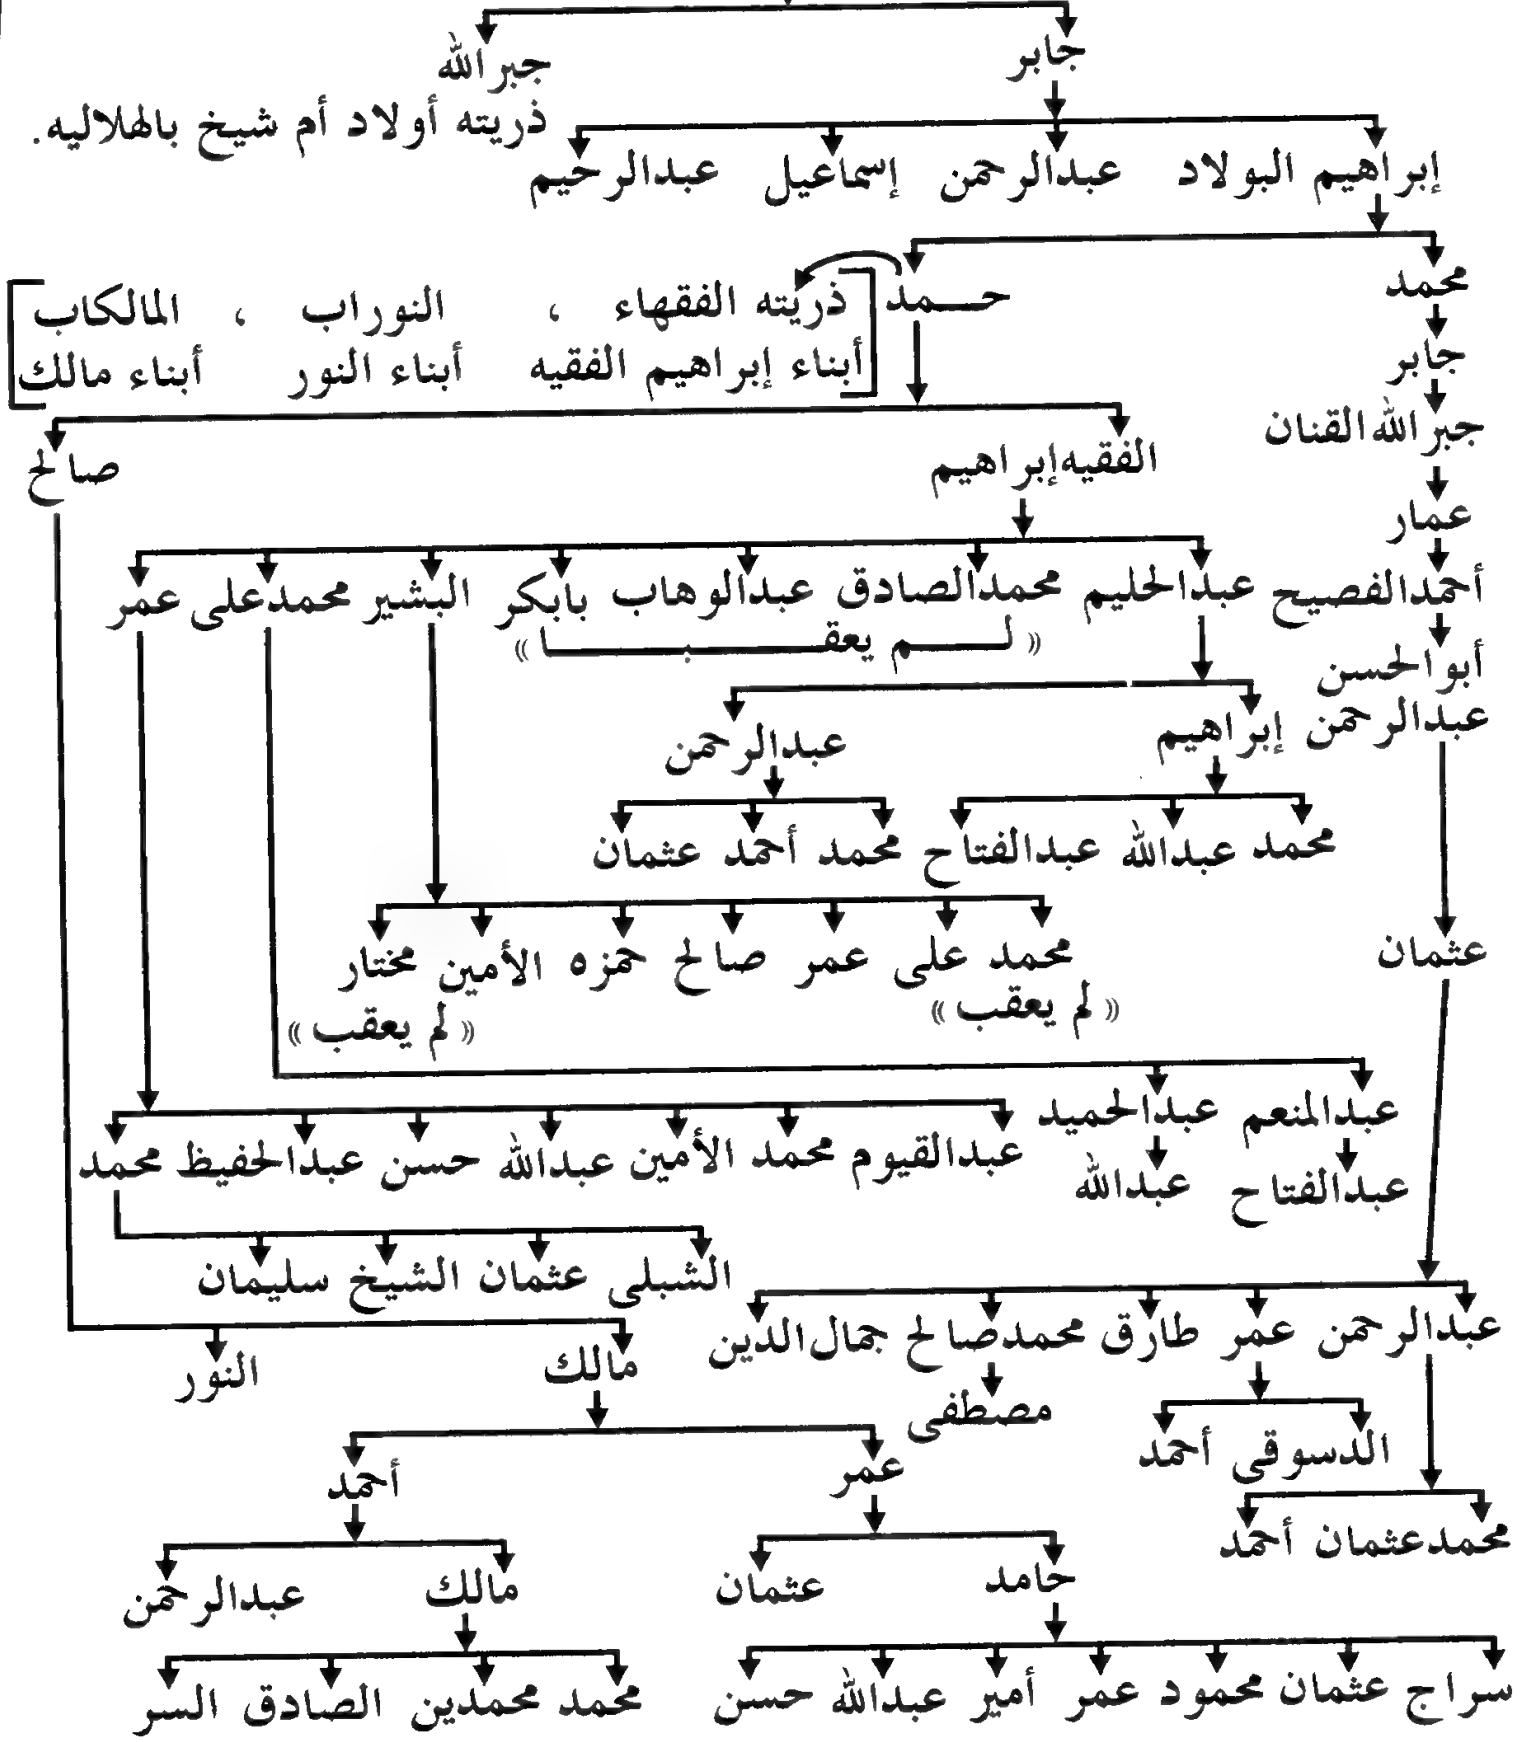 جابر جبرالله
ذريته أولاد أم شيخ بالهلاليه.
إبراهيم البولاد عبدالرحمن إسماعيل عبدالرحيم
محمد حـــمد [ذريته الفقهاء ، النوراب ، المالكاب
أبناء إبراهيم الفقيه أبناء النور أبناء مالك]
جابر
جبرالله القنان
الفقيه إبراهيم صالح
عمار
أحمدالفصيح عبدالحليم محمدالصادق عبدالوهاب بابكر البشير محمدعلى عمر
« لـــــم يعقـــــبـــــا »
أبوالحسن
عبدالرحمن إبراهيم عبدالرحمن
محمد عبدالله عبدالفتاح محمد أحمد عثمان
عثمان محمد على عمر صالح حمزه الأمين مختار
« لم يعقب » « لم يعقب »
عبدالمنعم عبدالحميد
عبدالقيوم محمد الأمين عبدالله حسن عبدالحفيظ محمد
عبدالفتاح عبدالله
الشبلى عثمان الشيخ سليمان
عبدالرحمن عمر طارق محمدصالح جمال الدين
مالك النور
مصطفى
الدسوقى أحمد
عمر أحمد
محمدعثمان أحمد
حامد عثمان مالك عبدالرحمن
سراج عثمان محمود عمر أمير عبدالله حسن محمد محمدين الصادق السر